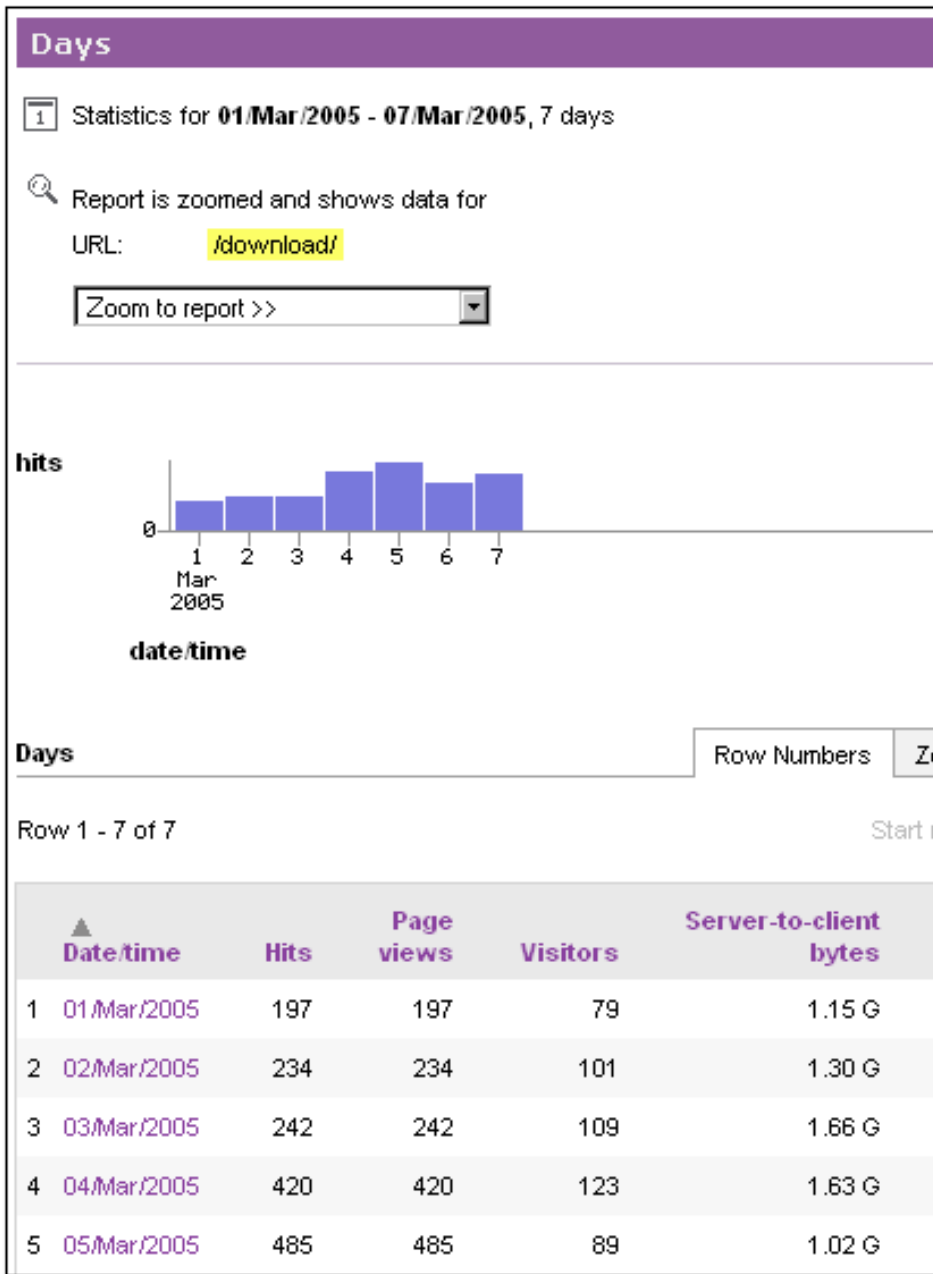 Days
1 Statistics for 01/Mar/2005 - 07/Mar/2005, 7 days
Report is zoomed and shows data for
URL: /download/
Zoom to report >>
hits
0
1 2 3 4 5 6 7
Mar
2005
date/time
Days Row Numbers
Row 1 - 7 of 7 Start
Date/time Hits Page views Visitors Server-to-client bytes
1 01/Mar/2005 197 197 79 1.15 G
2 02/Mar/2005 234 234 101 1.30 G
3 03/Mar/2005 242 242 109 1.66 G
4 04/Mar/2005 420 420 123 1.63 G
5 05/Mar/2005 485 485 89 1.02 G